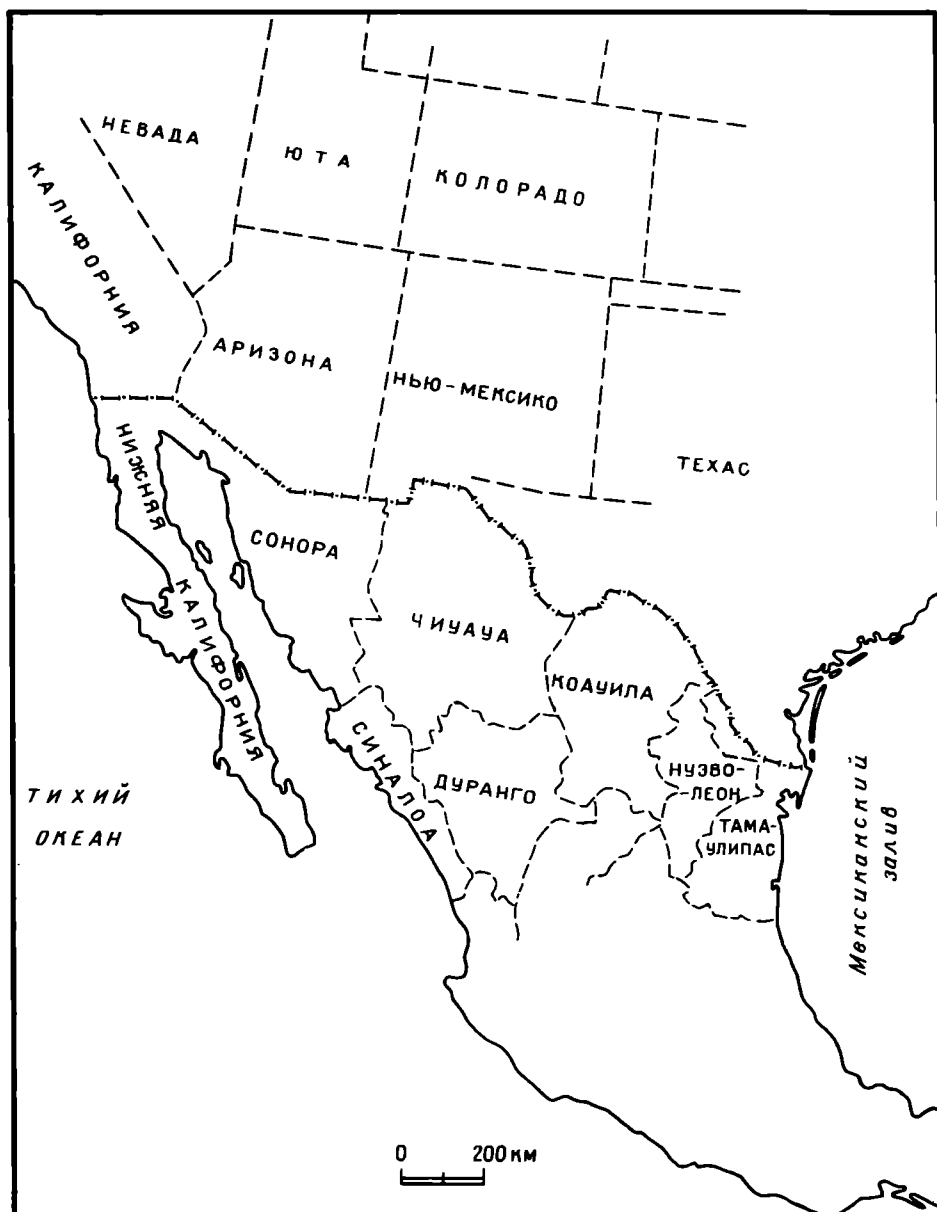 НЕВАДА
ЮТА
КОЛОРАДО
КАЛИФОРНИЯ
АРИЗОНА
НЬЮ-МЕКСИКО
ТЕХАС
НИЖНЯЯ
КАЛИФОРНИЯ
СОНОРА
ЧИУАУА
КОАУИЛА
СИНАЛОА
ДУРАНГО
НУЭВО-
-ЛЕОН
ТАМА-
УЛИПАС
ТИХИЙ
ОКЕАН
Мексиканский
залив
0 200 км